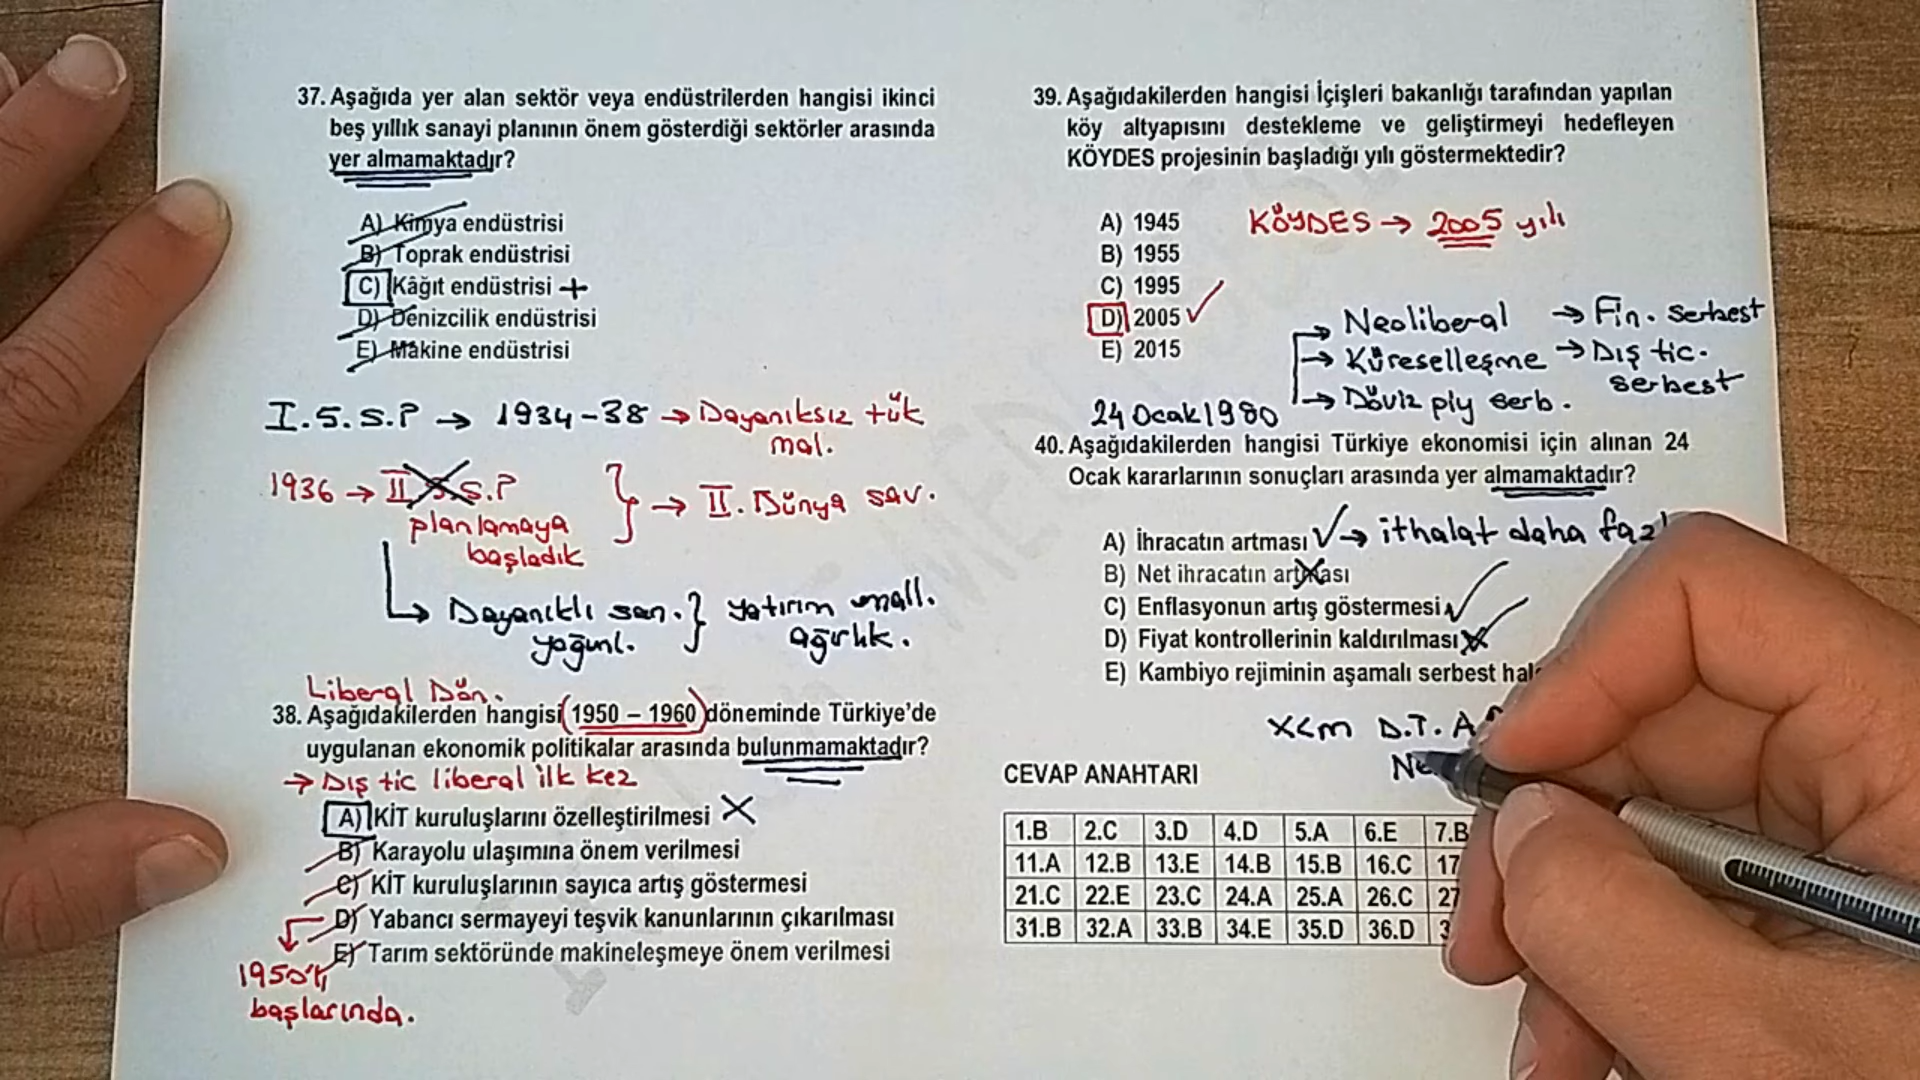 37. Aşağıda yer alan sektör veya endüstrilerden hangisi ikinci
beş yıllık sanayi planının önem gösterdiği sektörler arasında
yer almamaktadır?
A) Kimya endüstrisi
B) Toprak endüstrisi
C) Kâğıt endüstrisi +
D) Denizcilik endüstrisi
E) Makine endüstrisi
I.S.S.P → 1934-38 → Dayanıksız tük
mal.
1936 → II S.S.P
planlamaya
başladık
→ II. Dünya sav.
Dayanıklı san.
yoğunl.
yatırım mall.
ağırlık.
Liberal Dön.
38. Aşağıdakilerden hangisi (1950 – 1960) döneminde Türkiye'de
uygulanan ekonomik politikalar arasında bulunmamaktadır?
→ Dış tic liberal ilk kez
A) KİT kuruluşlarını özelleştirilmesi
B) Karayolu ulaşımına önem verilmesi
C) KİT kuruluşlarının sayıca artış göstermesi
D) Yabancı sermayeyi teşvik kanunlarının çıkarılması
E) Tarım sektöründe makineleşmeye önem verilmesi
1950'li
başlarında.
39. Aşağıdakilerden hangisi İçişleri bakanlığı tarafından yapılan
köy altyapısını destekleme ve geliştirmeyi hedefleyen
KÖYDES projesinin başladığı yılı göstermektedir?
A) 1945
B) 1955
C) 1995
D) 2005
E) 2015
KÖYDES → 2005 yılı
→ Neoliberal → Fin. serbest
→ Küreselleşme → Dış tic.
serbest
→ Döviz piy serb.
24 Ocak 1980
40. Aşağıdakilerden hangisi Türkiye ekonomisi için alınan 24
Ocak kararlarının sonuçları arasında yer almamaktadır?
A) İhracatın artması → ithalat daha faz
B) Net ihracatın artması
C) Enflasyonun artış göstermesi
D) Fiyat kontrollerinin kaldırılması
E) Kambiyo rejiminin aşamalı serbest hal
X<m D.T.A
Ne
CEVAP ANAHTARI
1.B 2.C 3.D 4.D 5.A 6.E 7.B
11.A 12.B 13.E 14.B 15.B 16.C 17
21.C 22.E 23.C 24.A 25.A 26.C 27
31.B 32.A 33.B 34.E 35.D 36.D 3